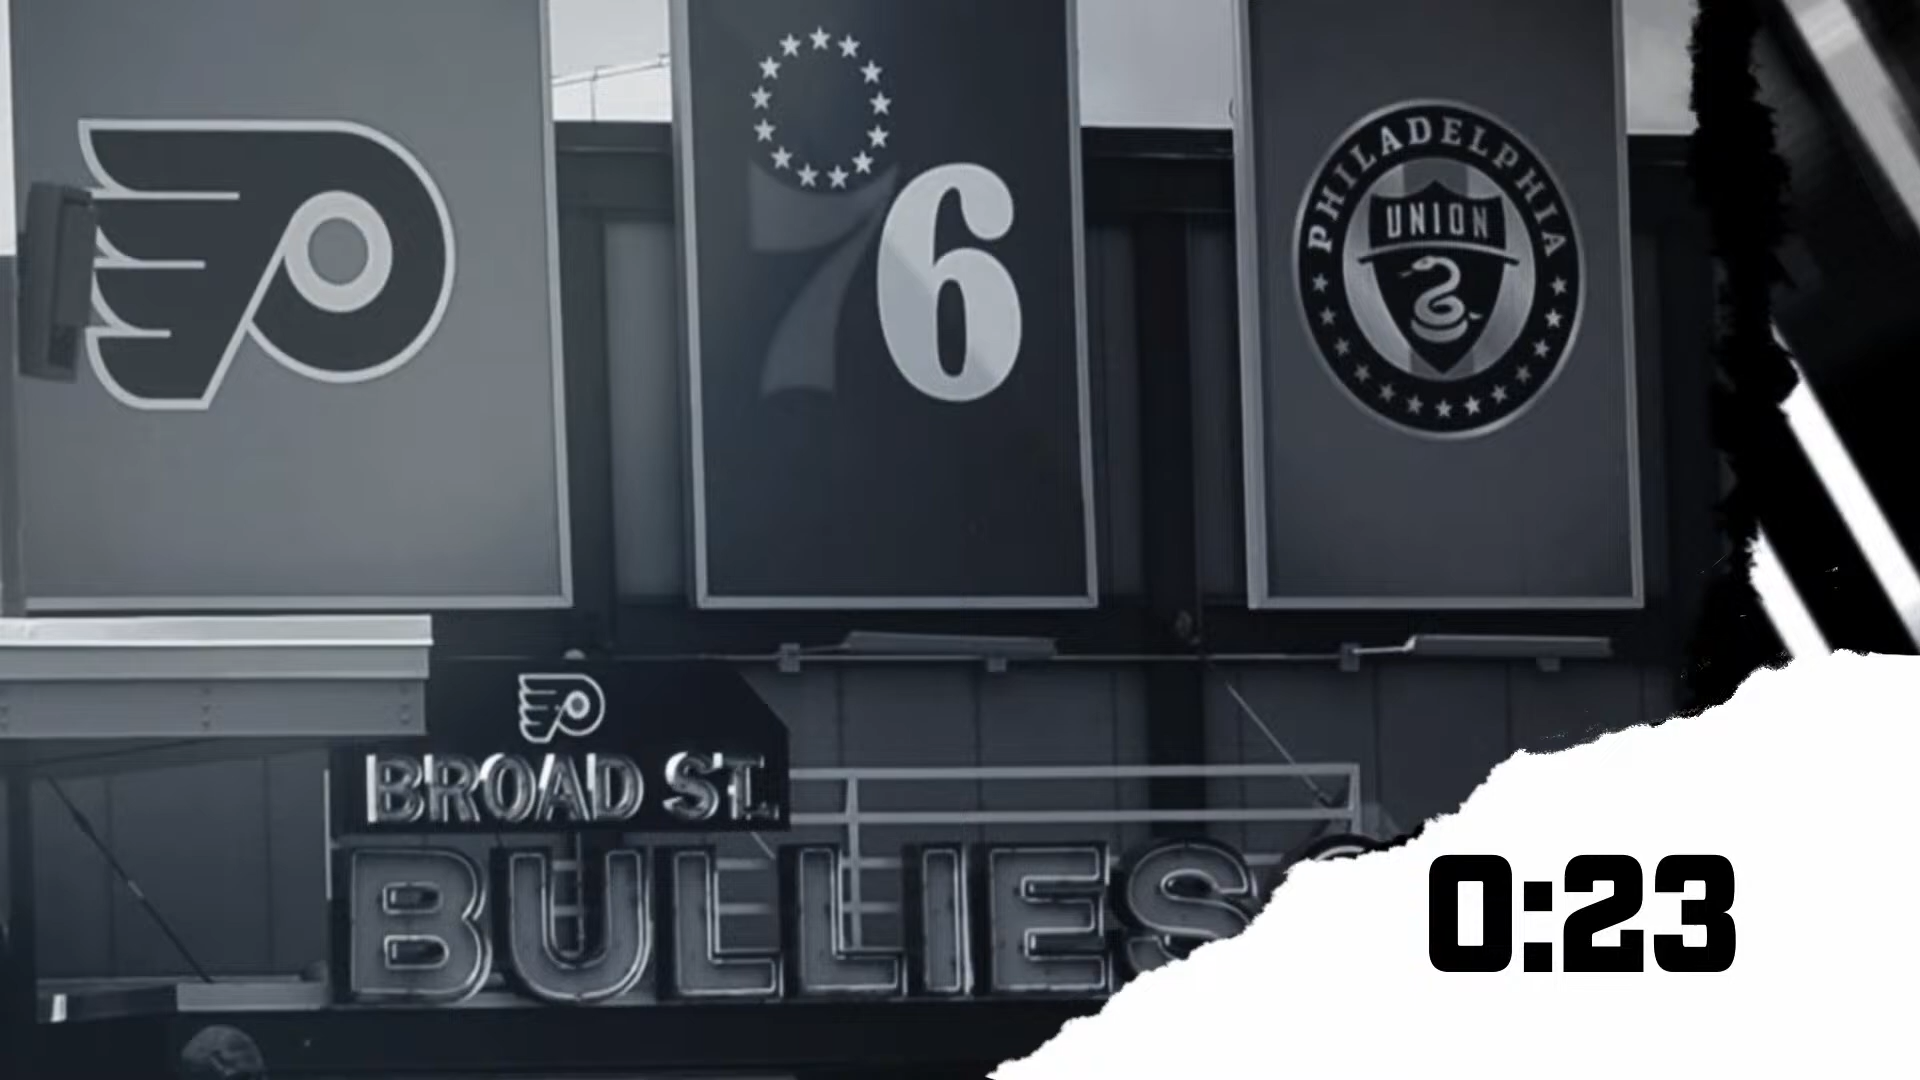 76
PHILADELPHIA
UNION
BROAD ST.
BULLIES
0:23